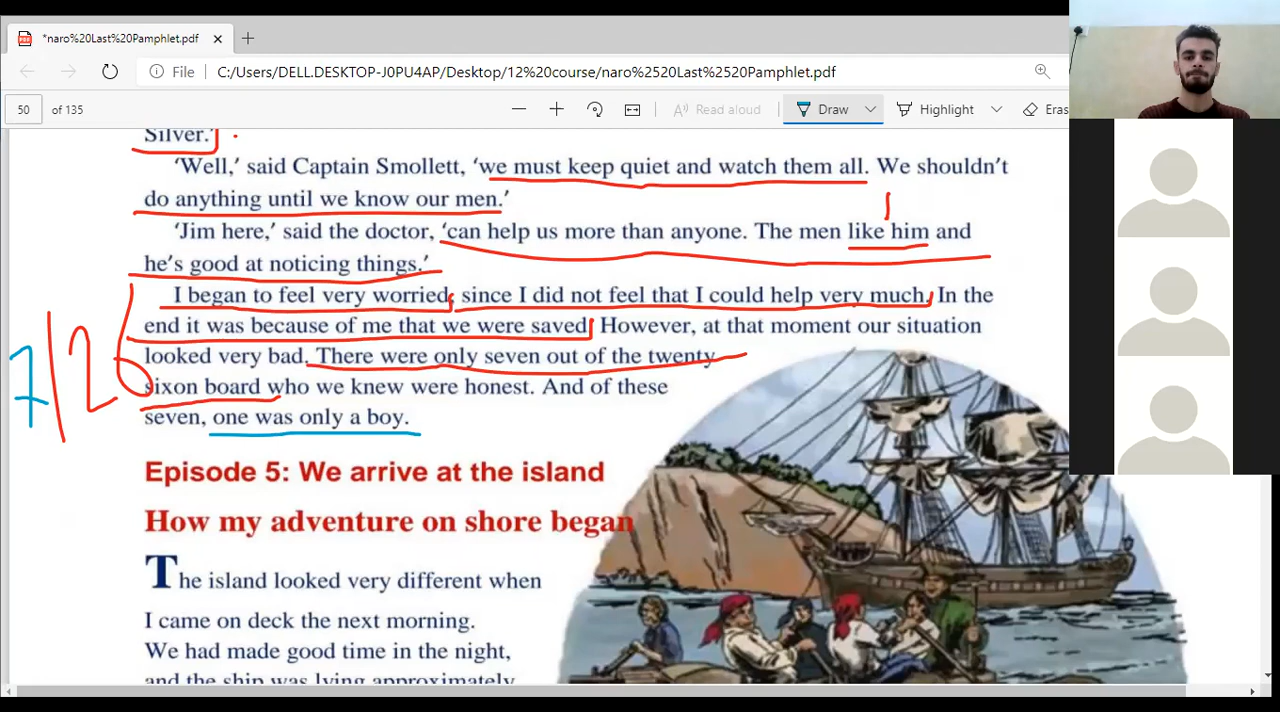 *naro%20Last%20Pamphlet.pdf
File C:/Users/DELL.DESKTOP-J0PU4AP/Desktop/12%20course/naro%2520Last%2520Pamphlet.pdf
50 of 135 Read aloud Draw Highlight Eras
Silver.'
'Well,' said Captain Smollett, 'we must keep quiet and watch them all. We shouldn't
do anything until we know our men.'
'Jim here,' said the doctor, 'can help us more than anyone. The men like him and
he's good at noticing things.'
I began to feel very worried, since I did not feel that I could help very much. In the
end it was because of me that we were saved. However, at that moment our situation
looked very bad. There were only seven out of the twenty
sixon board who we knew were honest. And of these
seven, one was only a boy.
7/26
Episode 5: We arrive at the island
How my adventure on shore began
The island looked very different when
I came on deck the next morning.
We had made good time in the night,
and the ship was lying approximately